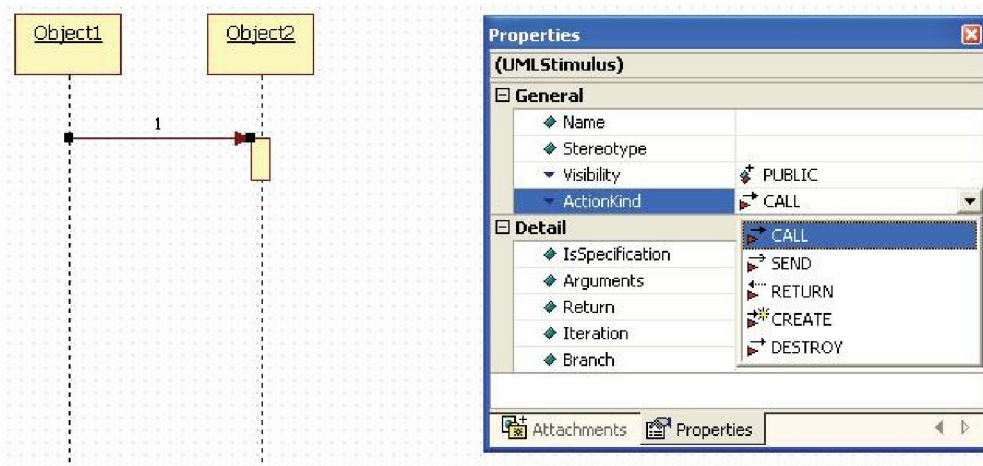 Object1
Object2
1
Properties
(UMLStimulus)
General
Name
Stereotype
Visibility PUBLIC
ActionKind CALL
Detail
CALL
IsSpecification
SEND
Arguments
RETURN
Return
CREATE
Iteration
DESTROY
Branch
Attachments Properties